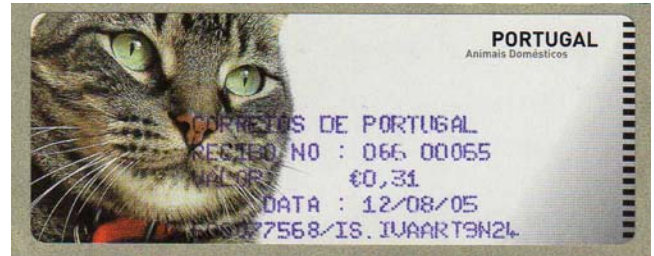 PORTUGAL
Animais Domésticos
CORREIOS DE PORTUGAL
RECIBO NO : 066 00065
VALOR €0,31
DATA : 12/08/05